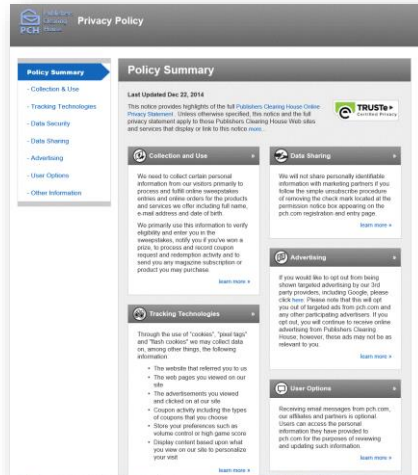 Publishers
Clearing
House
PCH
Privacy Policy
Policy Summary
- Collection & Use
- Tracking Technologies
- Data Security
- Data Sharing
- Advertising
- User Options
- Other Information
Policy Summary
Last Updated Dec 22, 2014
This notice provides highlights of the full Publishers Clearing House Online
Privacy Statement . Unless otherwise specified, this notice and the full
privacy statement apply to those Publishers Clearing House Web sites
and services that display or link to this notice more...
TRUSTe
Certified Privacy
Collection and Use
We need to collect certain personal
information from our visitors primarily to
process and fulfill online sweepstakes
entries and online orders for the products
and services we offer including full name,
e-mail address and date of birth.
We primarily use this information to verify
eligibility and enter you in the
sweepstakes, notify you if you've won a
prize, to process and record coupon
request and redemption activity and to
send you any magazine subscription or
product you may purchase.
learn more »
Tracking Technologies
Through the use of "cookies", "pixel tags"
and "flash cookies" we may collect data
on, among other things, the following
information:
• The website that referred you to us
• The web pages you viewed on our
site
• The advertisements you viewed
and clicked on at our site
• Coupon activity including the types
of coupons that you choose
• Store your preferences such as
volume control or high game score
• Display content based upon what
you view on our site to personalize
your visit
learn more »
Data Sharing
We will not share personally identifiable
information with marketing partners if you
follow the simple unsubscribe procedure
of removing the check mark located at the
permission notice box appearing on the
pch.com registration and entry page.
learn more »
Advertising
If you would like to opt out from being
shown targeted advertising by our 3rd
party providers, including Google, please
click here. Please note that this will opt
you out of targeted ads from pch.com and
any other participating advertisers. If you
opt out, you will continue to receive online
advertising from Publishers Clearing
House, however, these ads may not be as
relevant to you.
learn more »
User Options
Receiving email messages from pch.com,
our affiliates and partners is optional.
Users can access the personal
information they have provided to
pch.com for the purposes of reviewing
and updating such information.
learn more »